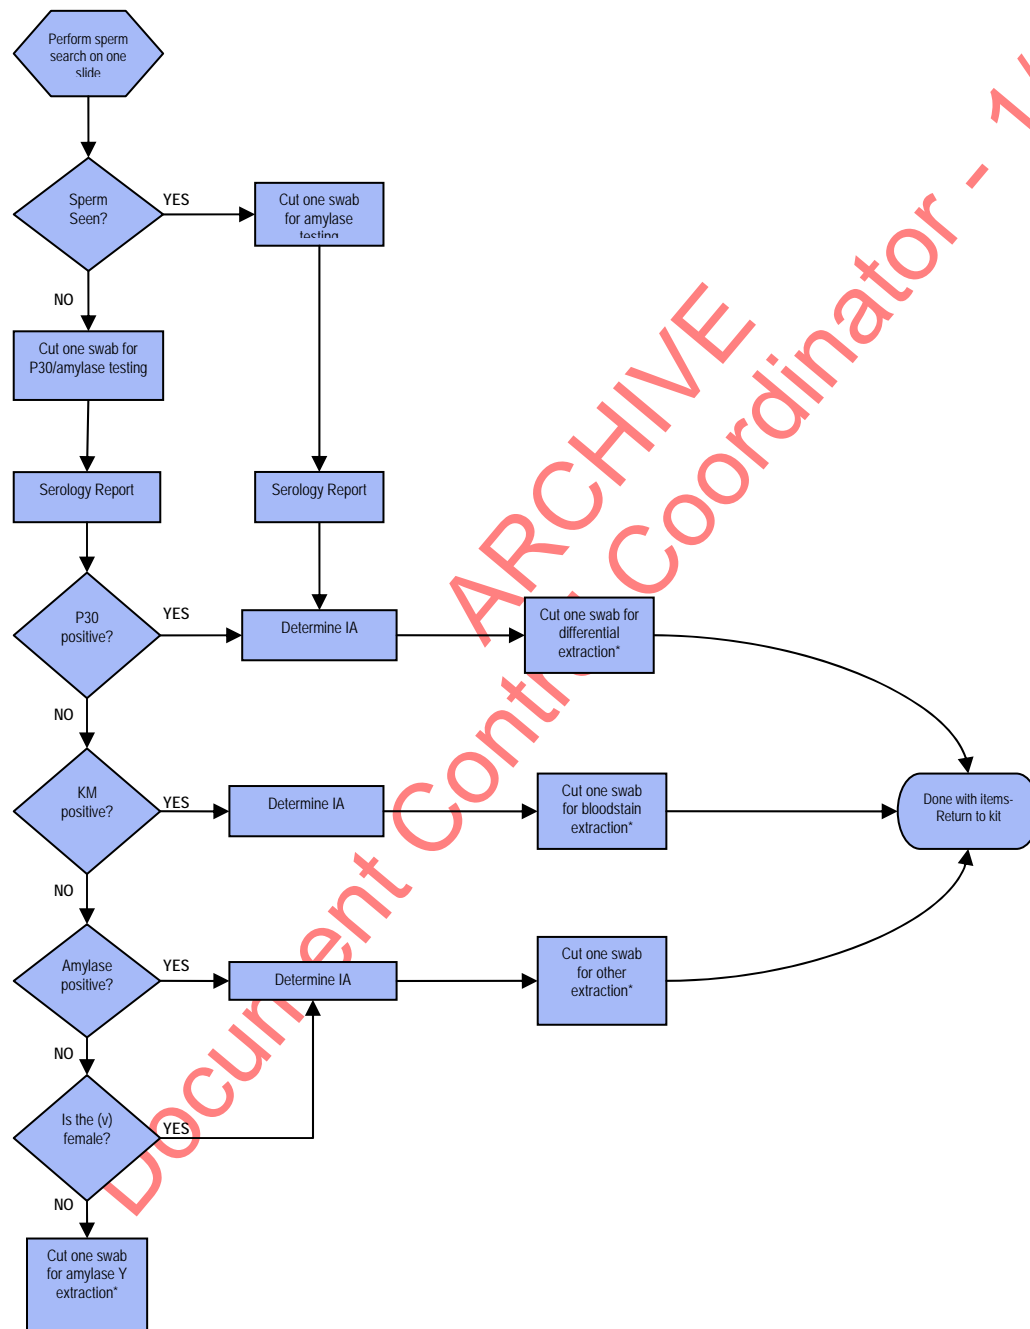 Perform sperm
search on one
slide
Sperm
Seen?
YES
Cut one swab
for amylase
testing
NO
Cut one swab for
P30/amylase testing
Serology Report
Serology Report
P30
positive?
YES
Determine IA
Cut one swab for
differential
extraction*
NO
KM
positive?
YES
Determine IA
Cut one swab
for bloodstain
extraction*
Done with items-
Return to kit
NO
Amylase
positive?
YES
Determine IA
Cut one swab
for other
extraction*
NO
Is the (v)
female?
YES
NO
Cut one swab
for amylase Y
extraction*
ARCHIVE
Document Control Coordinator - 1/